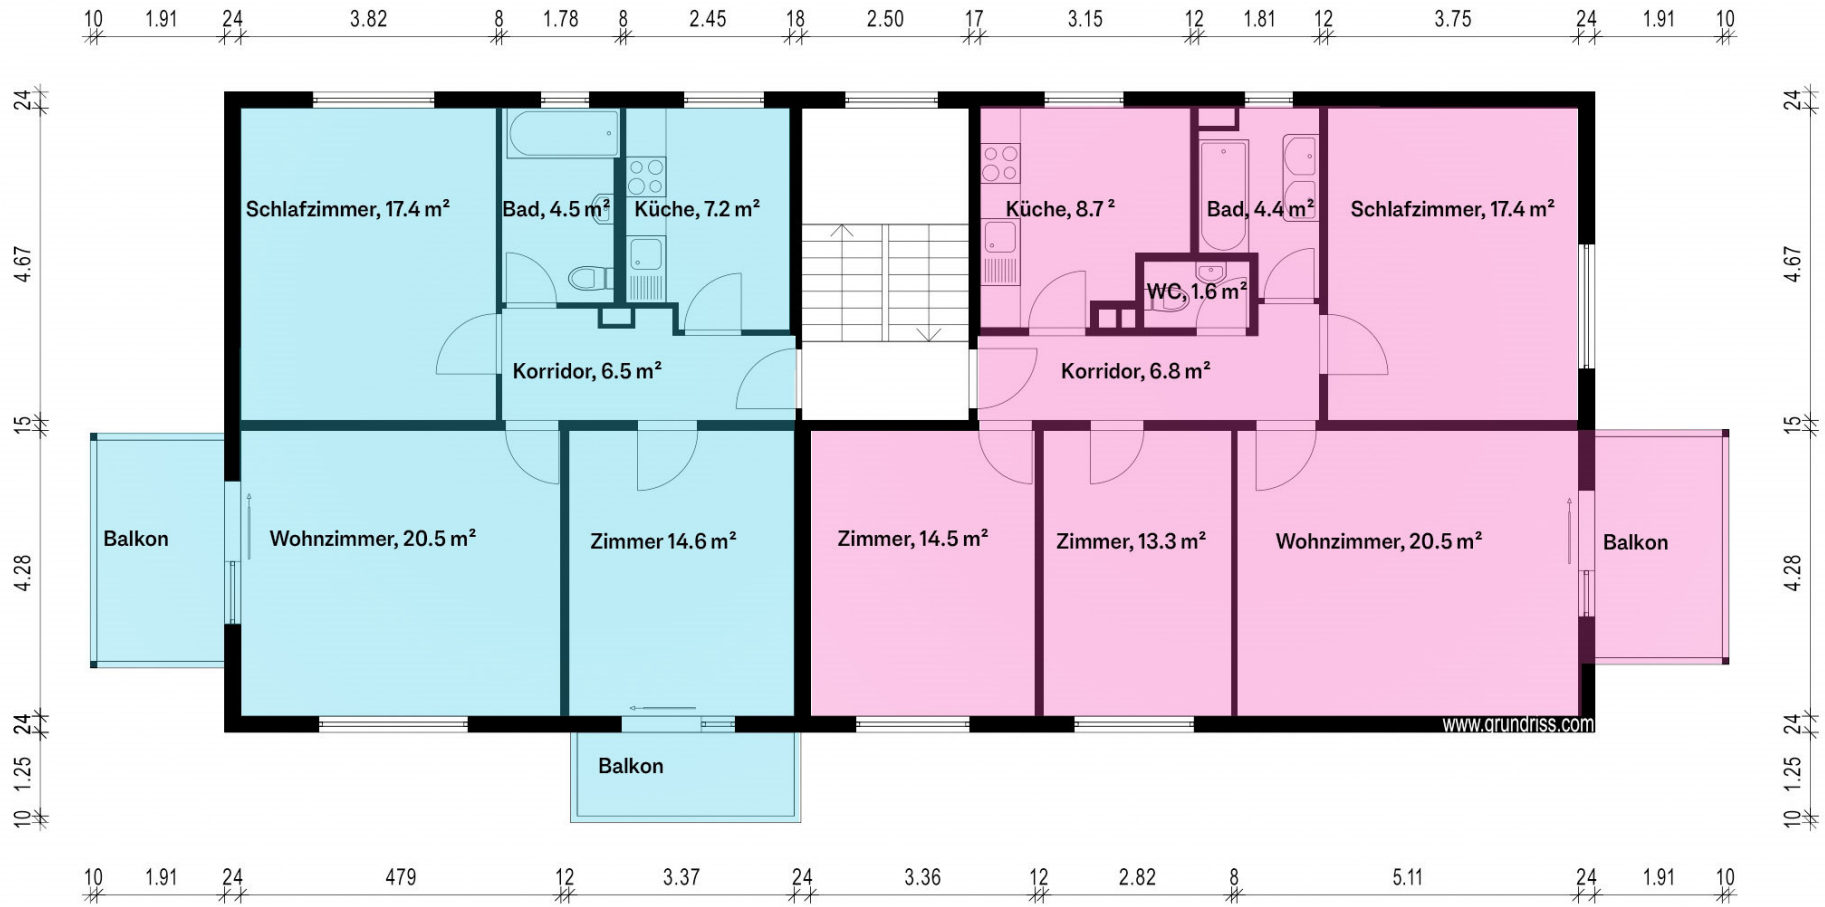 10 1.91 24 3.82 8 1.78 8 2.45 18 2.50 17 3.15 12 1.81 12 3.75 24 1.91 10
24 24
Schlafzimmer, 17.4 m² Bad, 4.5 m² Küche, 7.2 m² Küche, 8.7 ² Bad, 4.4 m² Schlafzimmer, 17.4 m²
4.67 4.67
WC, 1.6 m²
Korridor, 6.5 m² Korridor, 6.8 m²
15 15
Balkon Wohnzimmer, 20.5 m² Zimmer 14.6 m² Zimmer, 14.5 m² Zimmer, 13.3 m² Wohnzimmer, 20.5 m² Balkon
4.28 4.28
24 www.grundriss.com 24
Balkon
1.25 1.25
10 10
10 1.91 24 479 12 3.37 24 3.36 12 2.82 8 5.11 24 1.91 10